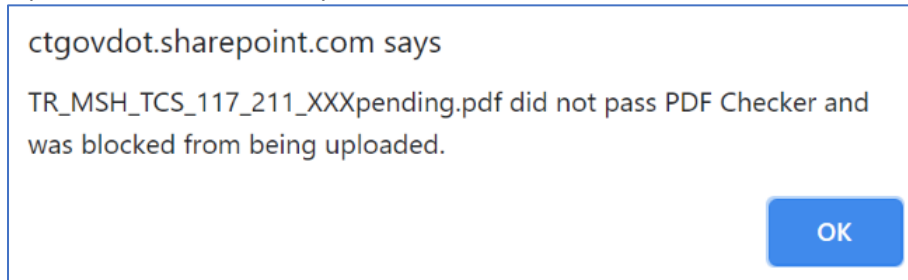 ctgovdot.sharepoint.com says
TR_MSH_TCS_117_211_XXXpending.pdf did not pass PDF Checker and
was blocked from being uploaded.
OK